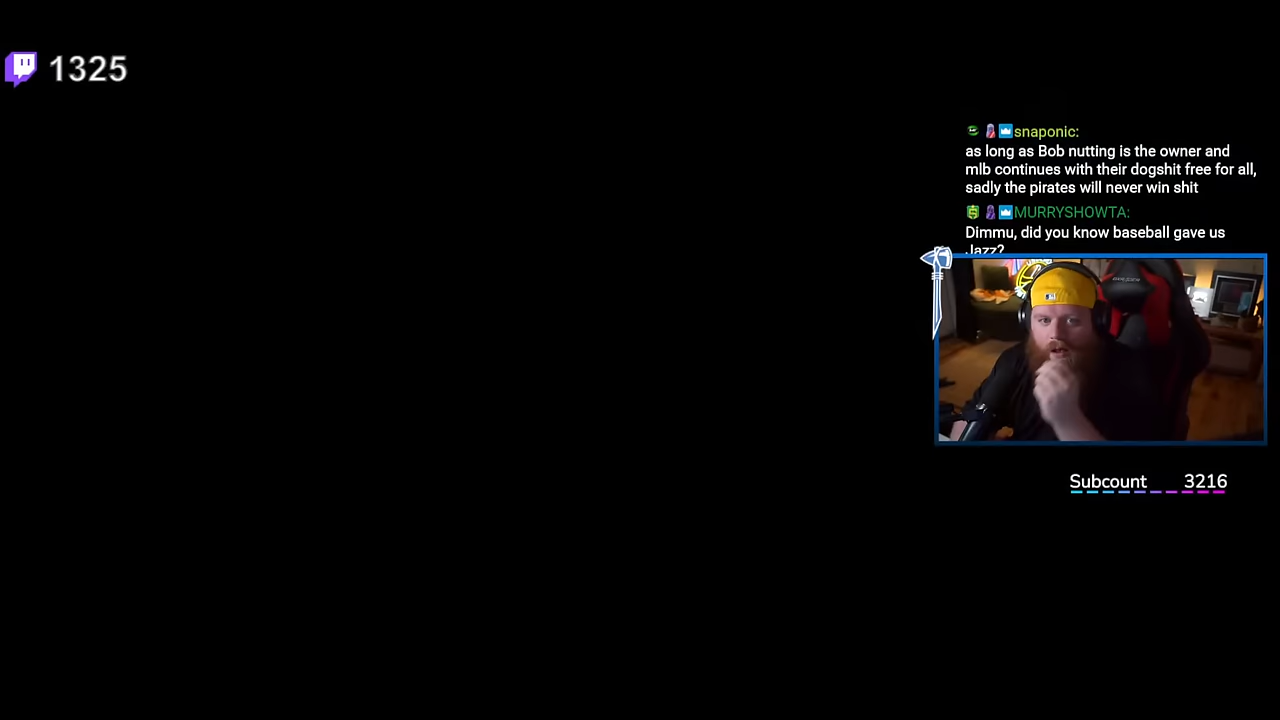 1325
snaponic:
as long as Bob nutting is the owner and
mlb continues with their dogshit free for all,
sadly the pirates will never win shit
MURRYSHOWTA:
Dimmu, did you know baseball gave us
Jazz?
Subcount 3216